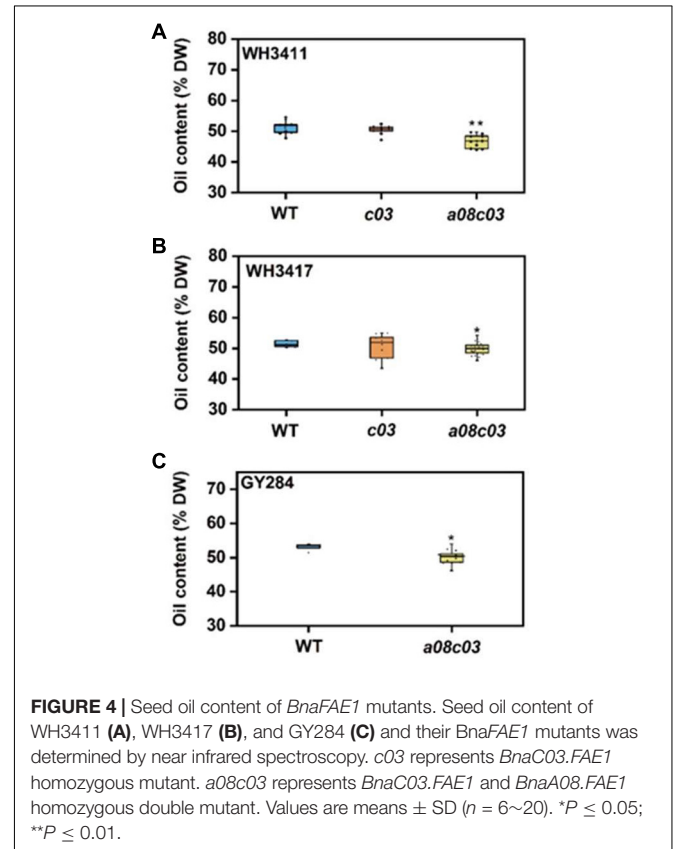 A
Oil content (% DW)
80
70
60
50
40
30
WH3411
**
WT
c03
a08c03
B
Oil content (% DW)
80
70
60
50
40
30
WH3417
*
WT
c03
a08c03
C
Oil content (% DW)
70
60
50
40
30
GY284
*
WT
a08c03
FIGURE 4 | Seed oil content of BnaFAE1 mutants. Seed oil content of
WH3411 (A), WH3417 (B), and GY284 (C) and their BnaFAE1 mutants was
determined by near infrared spectroscopy. c03 represents BnaC03.FAE1
homozygous mutant. a08c03 represents BnaC03.FAE1 and BnaA08.FAE1
homozygous double mutant. Values are means ± SD (n = 6~20). *P ≤ 0.05;
**P ≤ 0.01.